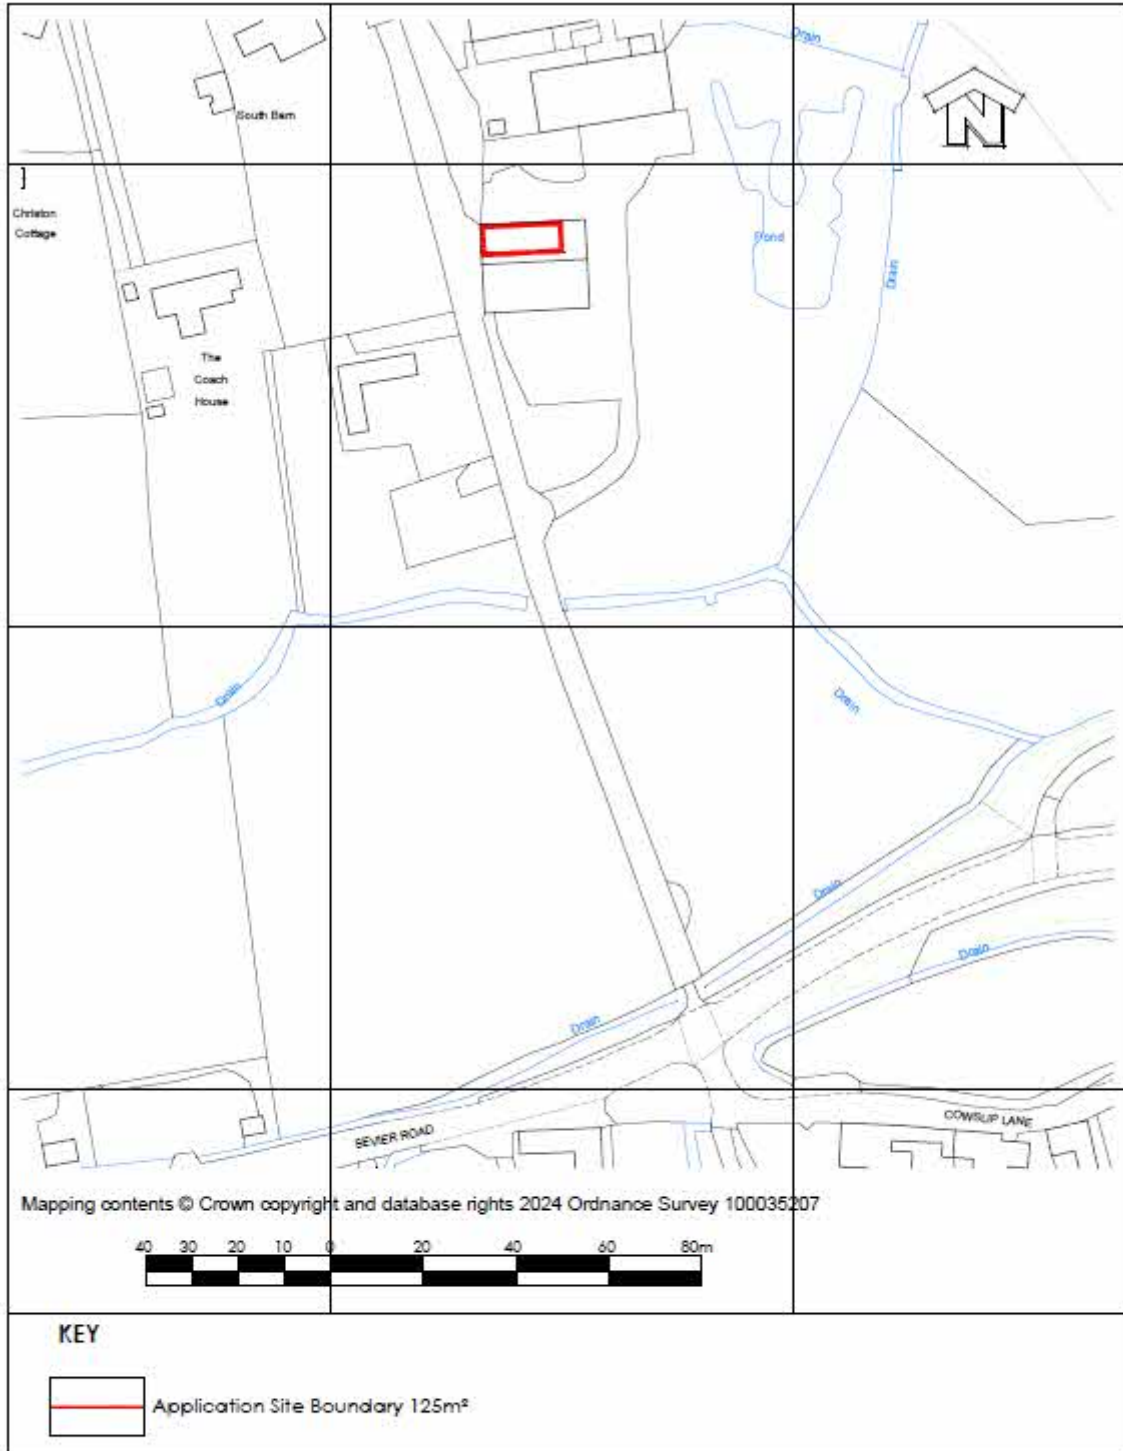 Drain
N
South Barn
]
Christon
Cottage
Pond
Drain
The
Coach
House
Drain
Drain
Drain
Drain
Drain
BEVIER ROAD
COWSLIP LANE
Mapping contents © Crown copyright and database rights 2024 Ordnance Survey 100035207
40 30 20 10 0 20 40 60 80m
KEY
Application Site Boundary 125m²